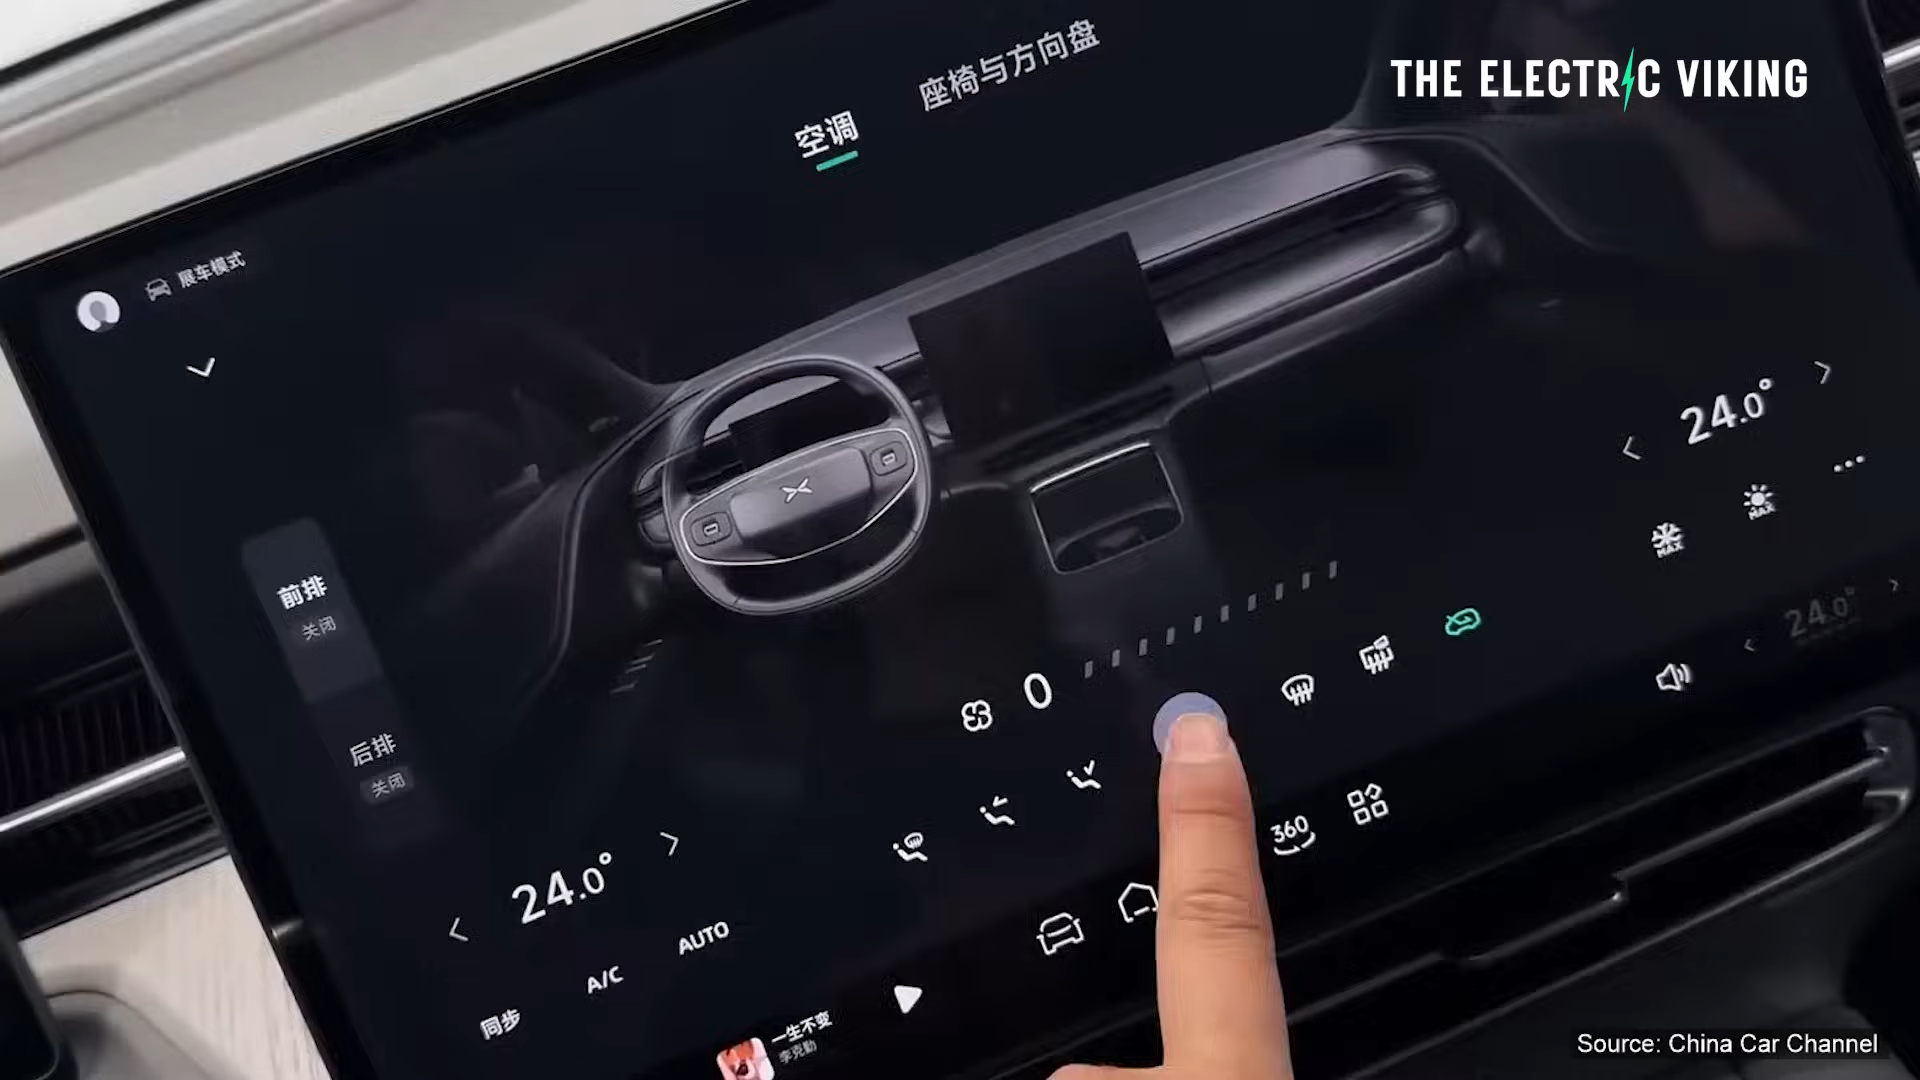 THE ELECTRIC VIKING
座椅与方向盘
空调
展车模式
24.0°
MAX
MAX
前排
关闭
0
24.0°
后排
关闭
360
24.0°
AUTO
A/C
同步
一生不变
李克勤
Source: China Car Channel